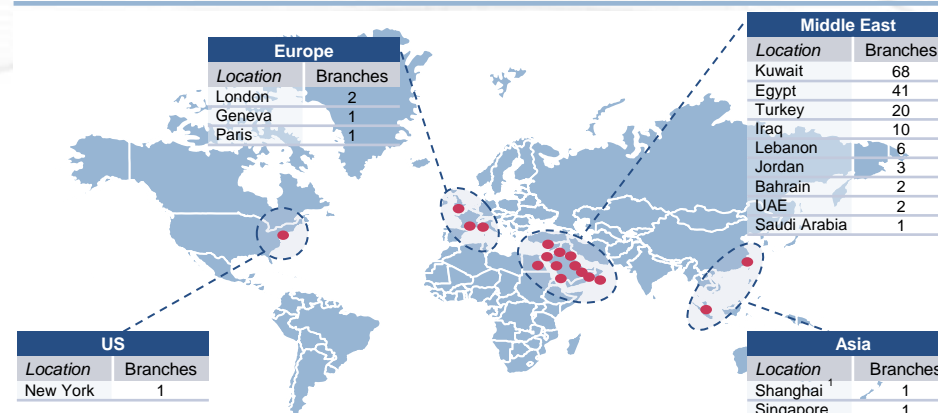 Europe
Location Branches
London 2
Geneva 1
Paris 1
Middle East
Location Branches
Kuwait 68
Egypt 41
Turkey 20
Iraq 10
Lebanon 6
Jordan 3
Bahrain 2
UAE 2
Saudi Arabia 1
US
Location Branches
New York 1
Asia
Location Branches
Shanghai 1 1
Singapore 1